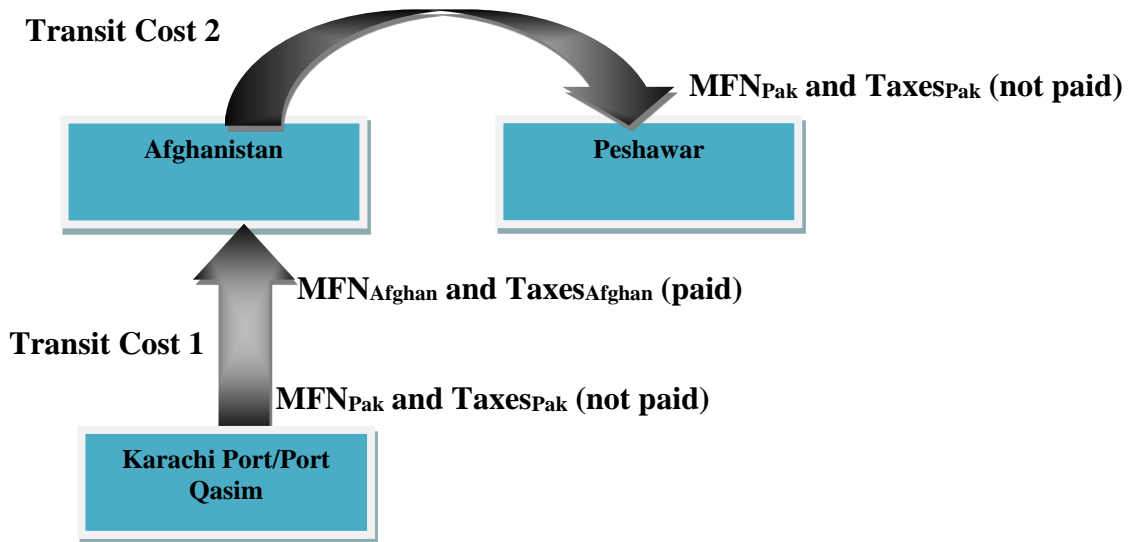 Transit Cost 2
MFNPak and TaxesPak (not paid)
Afghanistan
Peshawar
MFNAfghan and TaxesAfghan (paid)
Transit Cost 1
MFNPak and TaxesPak (not paid)
Karachi Port/Port
Qasim